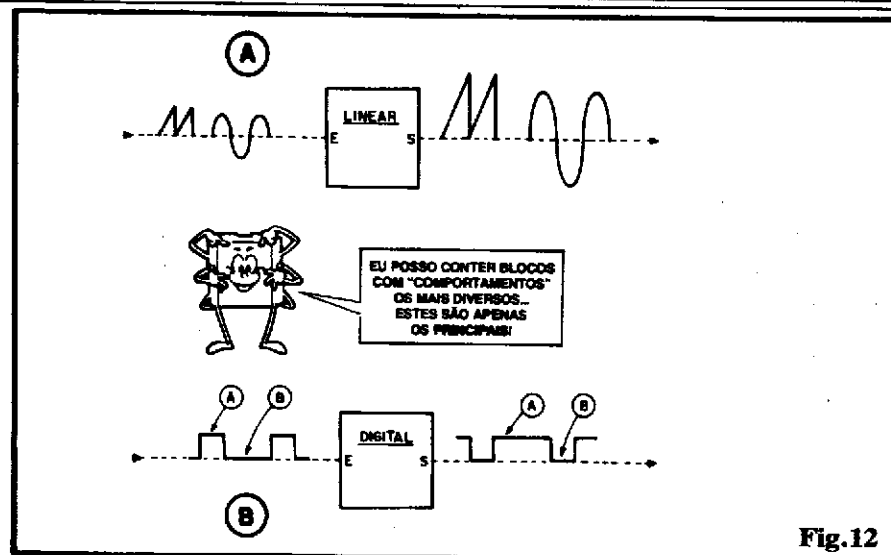 A
LINEAR
E S
EU POSSO CONTER BLOCOS
COM "COMPORTAMENTOS"
OS MAIS DIVERSOS...
ESTES SÃO APENAS
OS PRINCIPAIS!
A B
DIGITAL
E S
A B
B
Fig.12